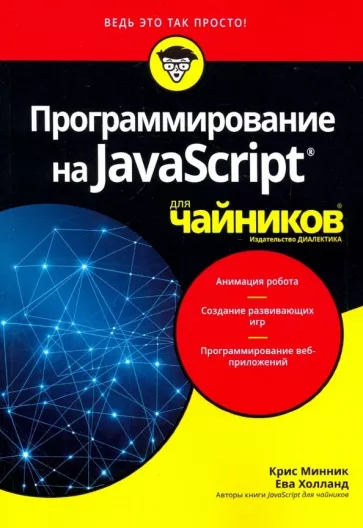 ВЕДЬ ЭТО ТАК ПРОСТО!
Программирование
на JavaScript®
для
чайников®
Издательство ДИАЛЕКТИКА
Анимация робота
Создание развивающих
игр
Программирование веб-
приложений
Крис Минник
Ева Холланд
Авторы книги JavaScript для чайников